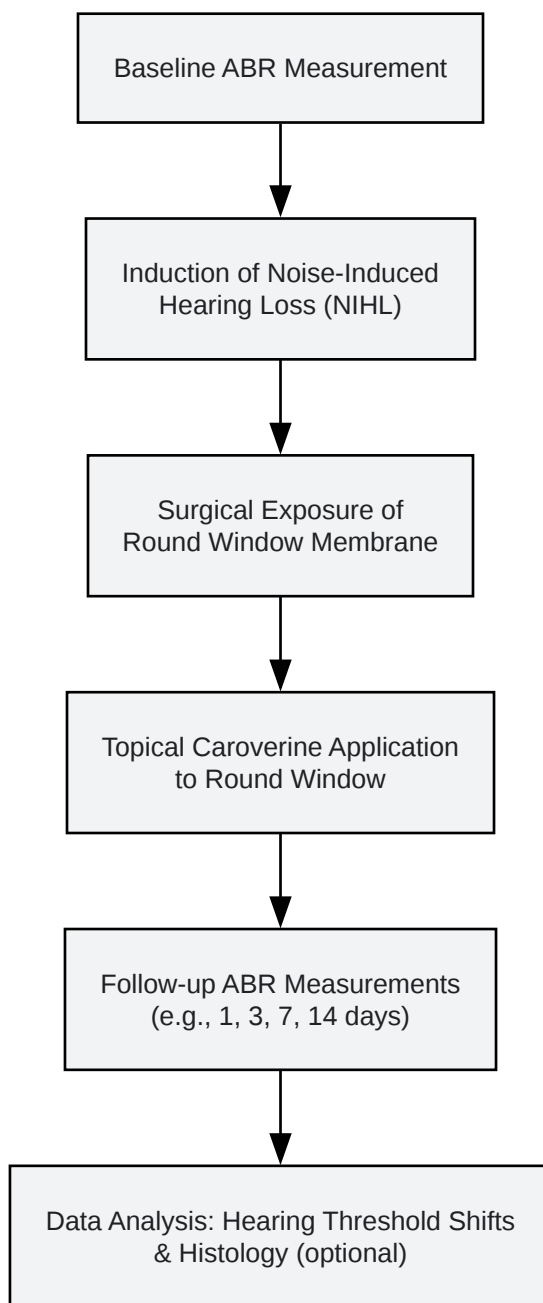 Baseline ABR Measurement
Induction of Noise-Induced
Hearing Loss (NIHL)
Surgical Exposure of
Round Window Membrane
Topical Caroverine Application
to Round Window
Follow-up ABR Measurements
(e.g., 1, 3, 7, 14 days)
Data Analysis: Hearing Threshold Shifts
& Histology (optional)